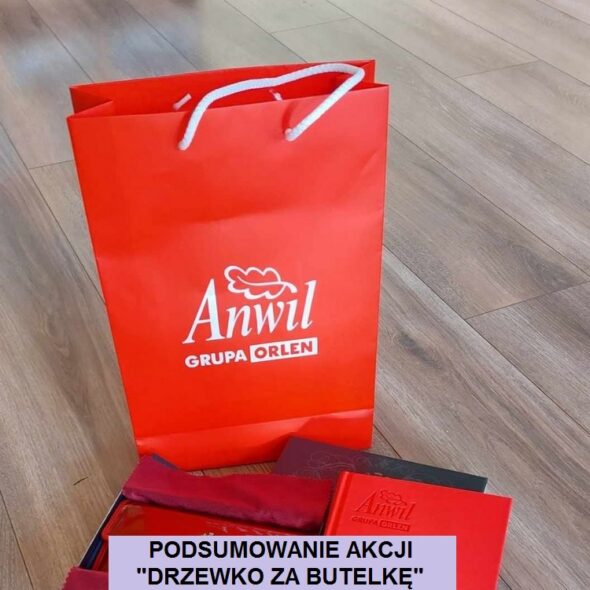 Anwil
GRUPA ORLEN
Anwil
GRUPA ORLEN
PODSUMOWANIE AKCJI
"DRZEWKO ZA BUTELKĘ"